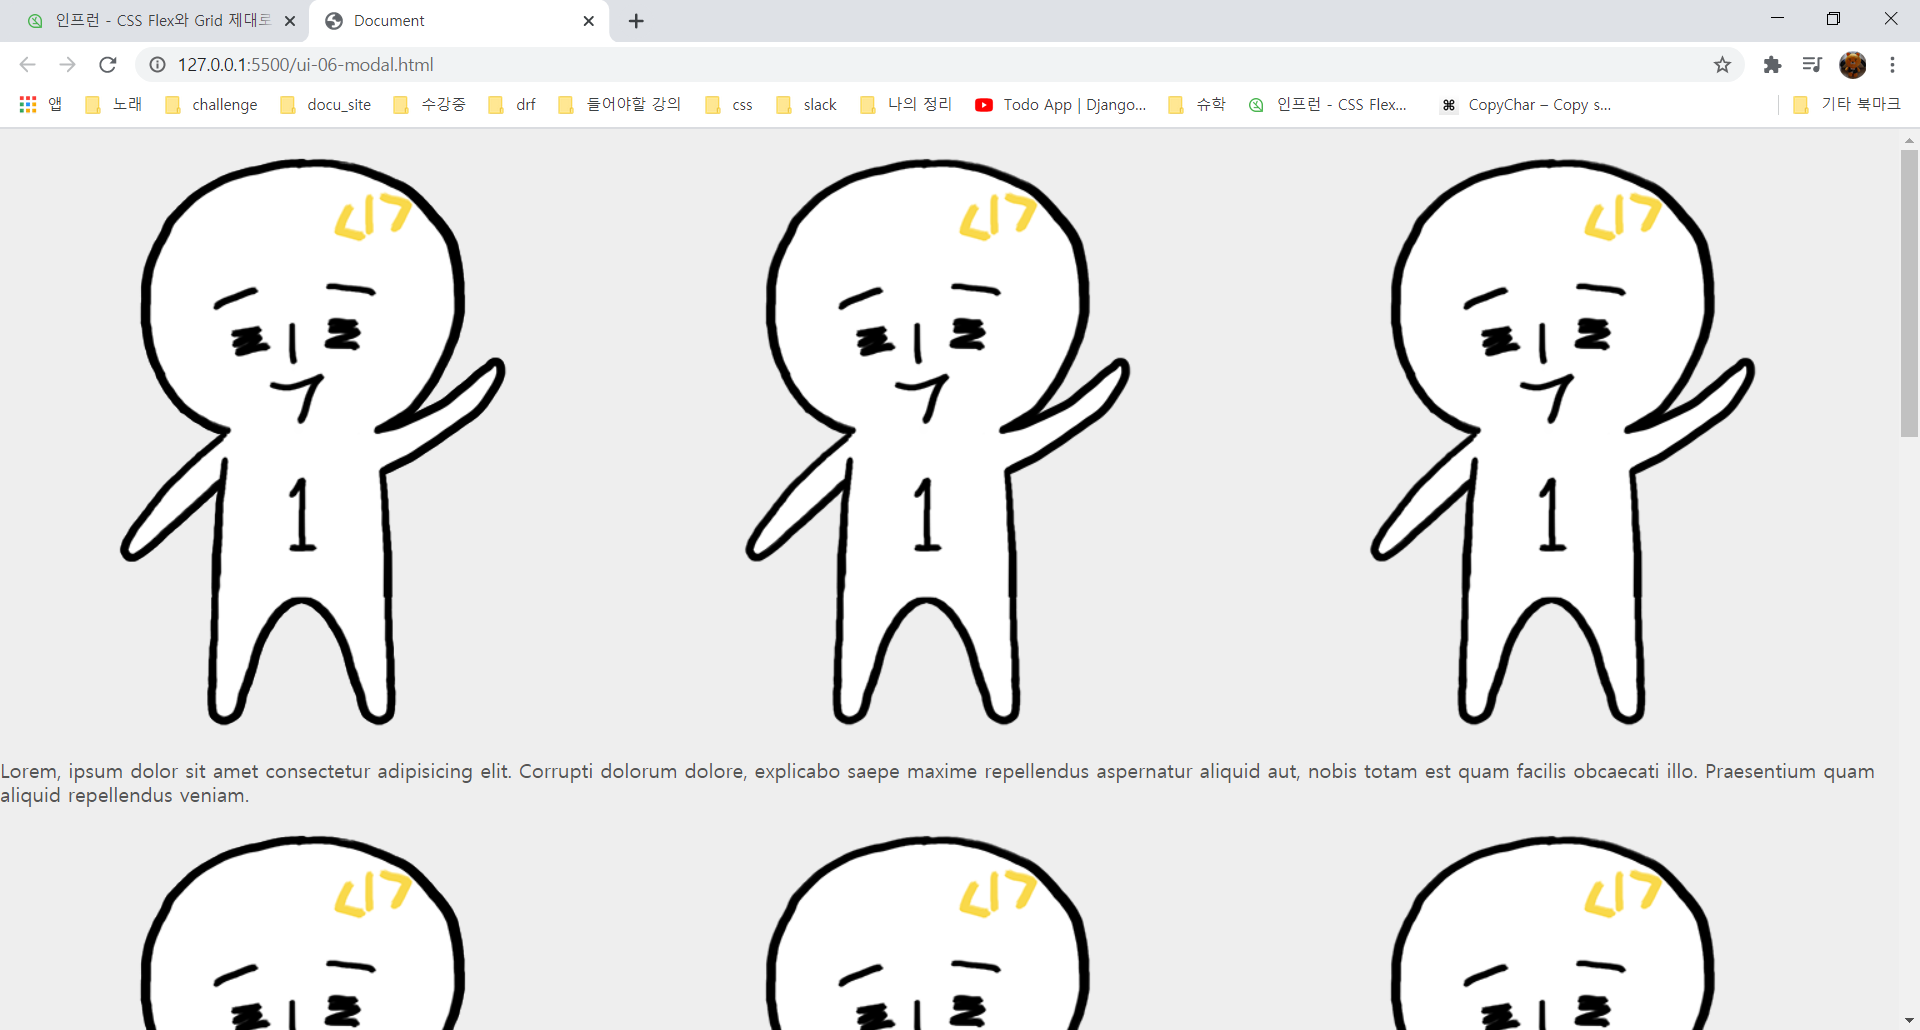 인프런 - CSS Flex와 Grid 제대로
Document
127.0.0.1:5500/ui-06-modal.html
앱 노래 challenge docu_site 수강중 drf 들어야할 강의 css slack 나의 정리 Todo App | Django... 슈학 인프런 - CSS Flex... CopyChar – Copy s... 기타 북마크
1 1 1
Lorem, ipsum dolor sit amet consectetur adipisicing elit. Corrupti dolorum dolore, explicabo saepe maxime repellendus aspernatur aliquid aut, nobis totam est quam facilis obcaecati illo. Praesentium quam
aliquid repellendus veniam.